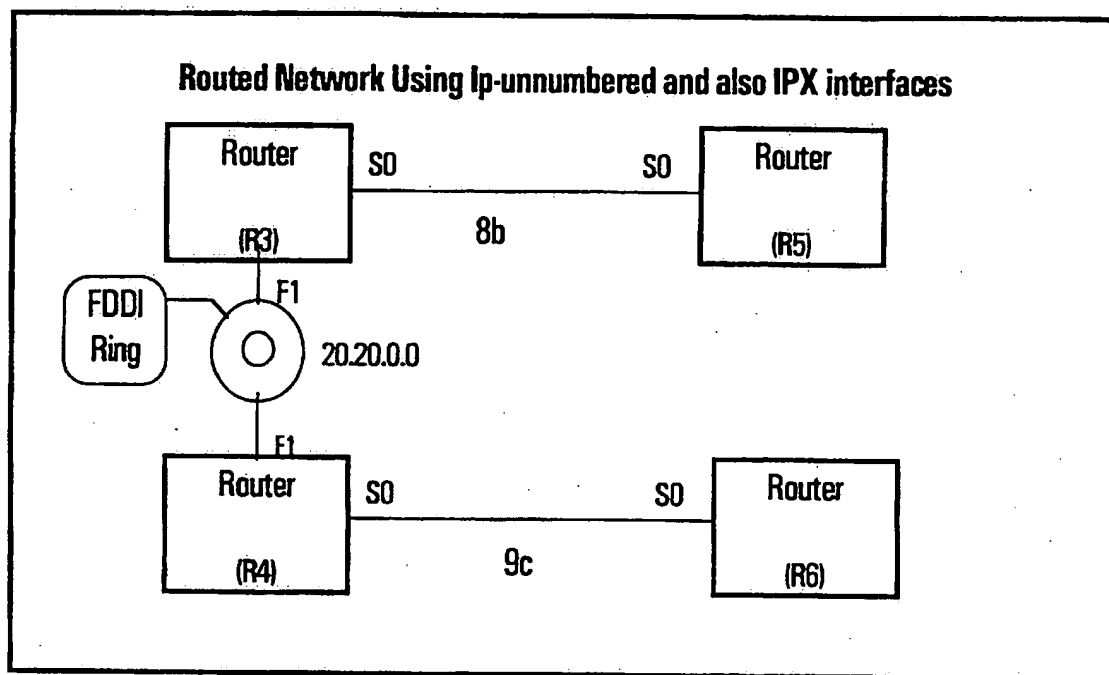 Routed Network Using Ip-unnumbered and also IPX interfaces
Router
S0
S0
Router
8b
(R3)
(R5)
F1
FDDI
Ring
20.20.0.0
F1
Router
S0
S0
Router
9c
(R4)
(R6)